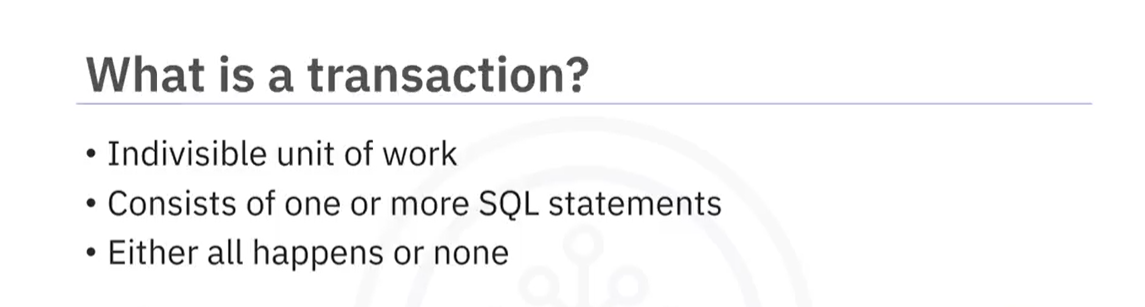 What is a transaction?
• Indivisible unit of work
• Consists of one or more SQL statements
• Either all happens or none